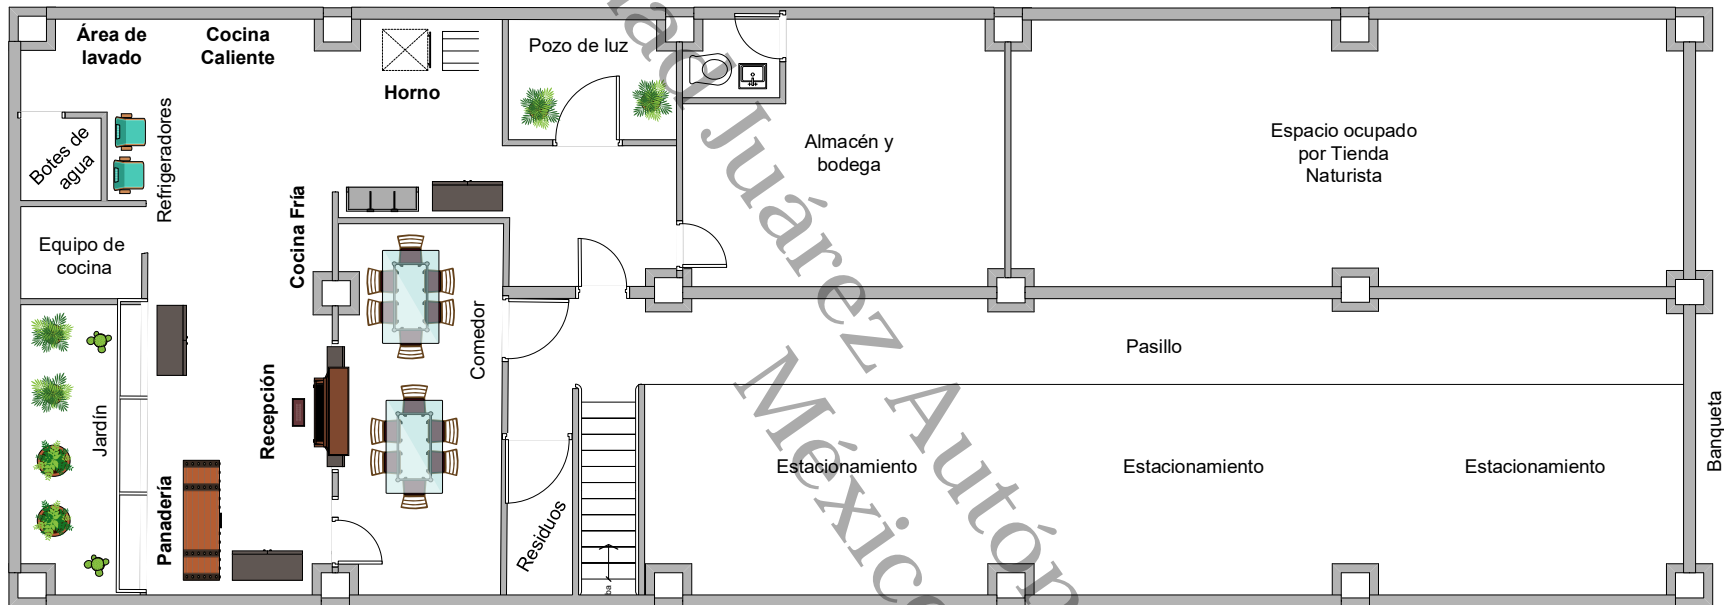 Área de
lavado
Cocina
Caliente
Horno
Pozo de luz
Almacén y
bodega
Espacio ocupado
por Tienda
Naturista
Botes de
agua
Refrigeradores
Equipo de
cocina
Cocina Fría
Comedor
Jardín
Panadería
Recepción
Residuos
Pasillo
Estacionamiento
Estacionamiento
Estacionamiento
Banqueta
Juárez Autón
México